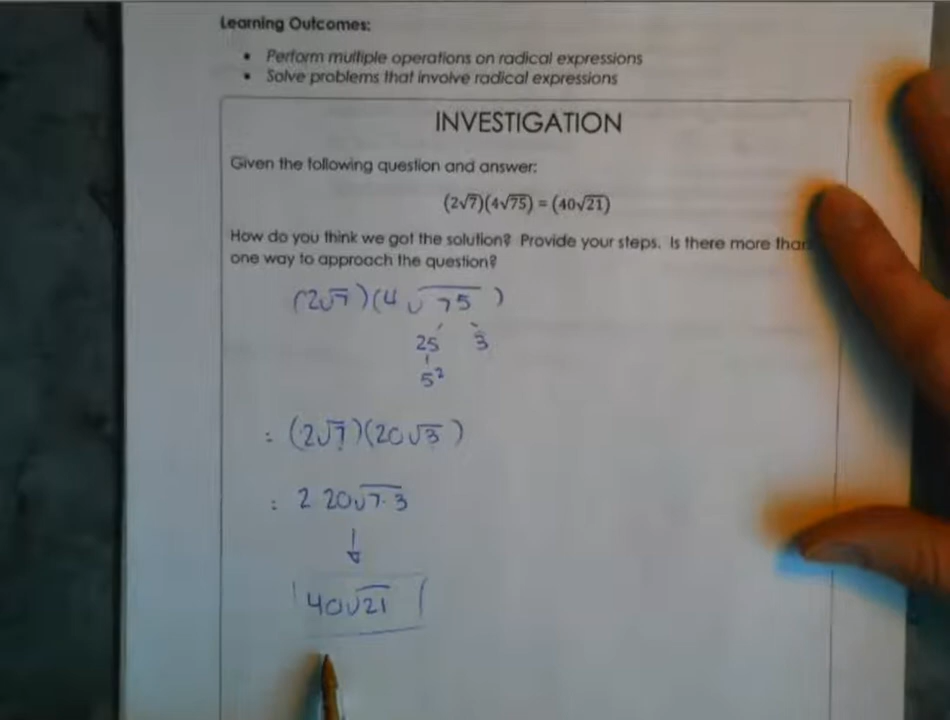 Learning Outcomes:
• Perform multiple operations on radical expressions
• Solve problems that involve radical expressions
INVESTIGATION
Given the following question and answer:
(2√7)(4√75) = (40√21)
How do you think we got the solution? Provide your steps. Is there more than
one way to approach the question?
(2√7)(4√75)
25 3
5²
= (2√7)(20√3)
= 2 20√7·3
↓
40√21